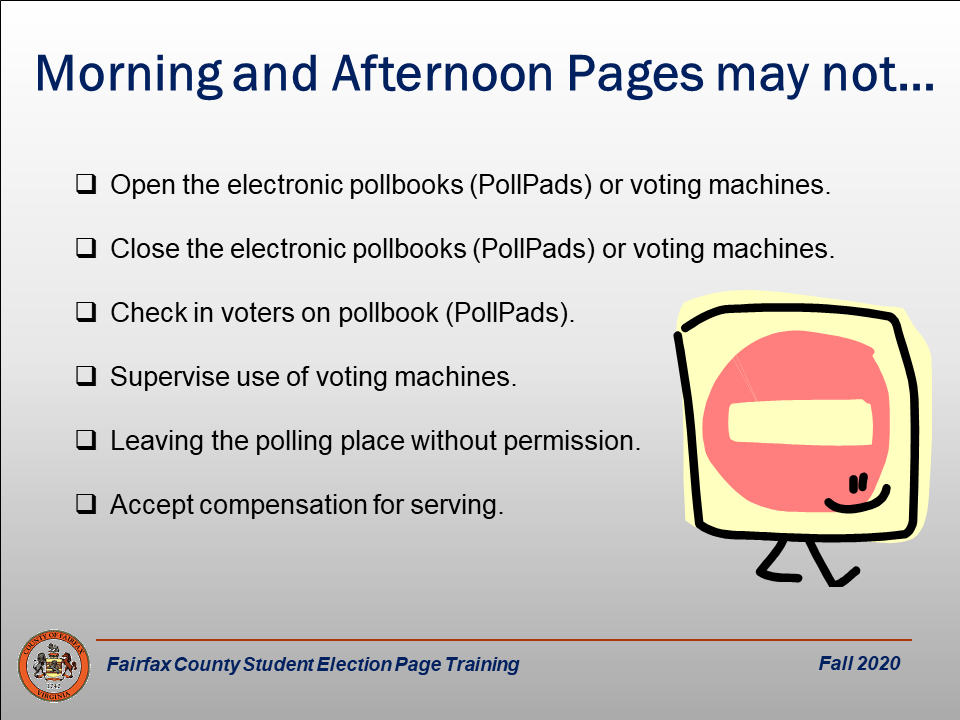 Morning and Afternoon Pages may not...
❑ Open the electronic pollbooks (PollPads) or voting machines.
❑ Close the electronic pollbooks (PollPads) or voting machines.
❑ Check in voters on pollbook (PollPads).
❑ Supervise use of voting machines.
❑ Leaving the polling place without permission.
❑ Accept compensation for serving.
COUNTY OF FAIRFAX
1742
VIRGINIA
Fairfax County Student Election Page Training
Fall 2020